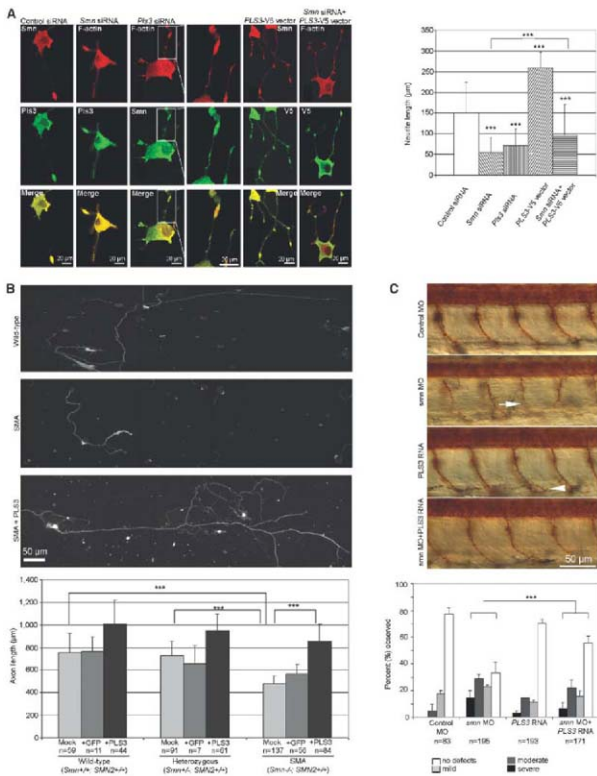 A
Control siRNA Smn siRNA Pls3 siRNA PLS3-V5 vector Smn siRNA+ PLS3-V5 vector
Smn F-actin F-actin Smn F-actin
Pls3 Pls3 Smn V5 V5
Merge Merge Merge Merge Merge
20 µm 20 µm 20 µm 20 µm 20 µm
Neurite length (µm)
300
250
200
150
100
50
0
*** *** *** *** ***
Control siRNA
Smn siRNA
Pls3 siRNA
PLS3-V5 vector
Smn siRNA+
PLS3-V5 vector
B
Wild-type
SMA
SMA + PLS3
50 µm
Axon length (µm)
1,400
1,200
1,000
800
600
400
200
0
*** *** ***
Mock +GFP +PLS3 Mock +GFP +PLS3 Mock +GFP +PLS3
n=69 n=11 n=44 n=91 n=7 n=61 n=137 n=56 n=84
Wild-type Heterozygous SMA
(Smn+/+; SMN2+/+) (Smn+/-; SMN2+/+) (Smn-/-; SMN2+/+)
C
Control MO
smn MO
PLS3 RNA
smn MO+PLS3 RNA
50 µm
Percent (%) observed
100
80
60
40
20
0
***
Control MO smn MO PLS3 RNA smn MO+ PLS3 RNA
n=83 n=195 n=193 n=171
no defects moderate
mild severe